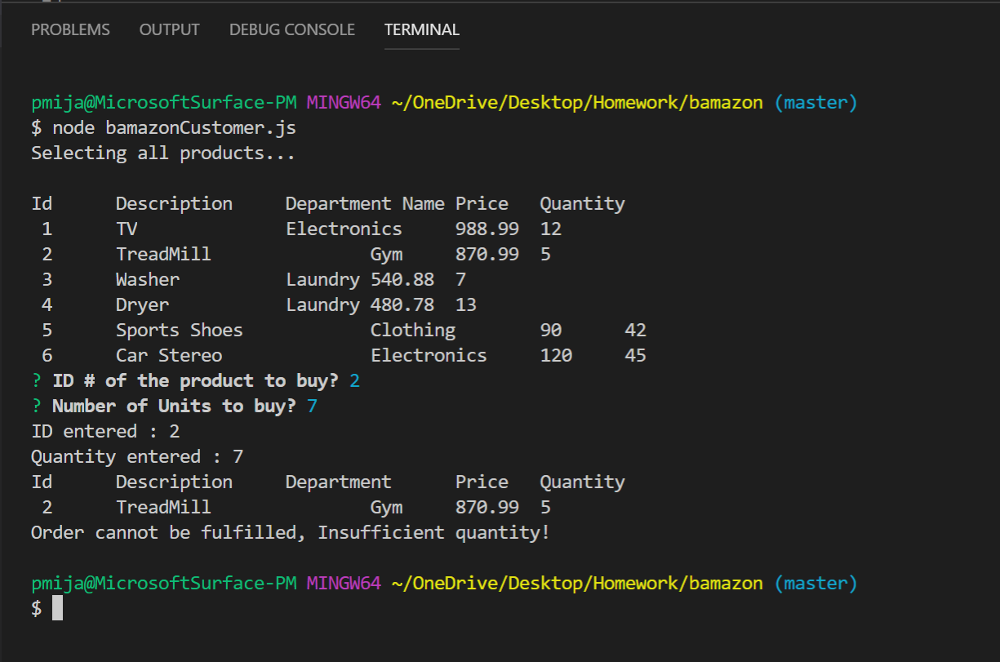 PROBLEMS OUTPUT DEBUG CONSOLE TERMINAL
pmija@MicrosoftSurface-PM MINGW64 ~/OneDrive/Desktop/Homework/bamazon (master)
$ node bamazonCustomer.js
Selecting all products...
Id      Description     Department Name Price   Quantity
 1      TV              Electronics     988.99  12
 2      TreadMill               Gym     870.99  5
 3      Washer          Laundry 540.88  7
 4      Dryer           Laundry 480.78  13
 5      Sports Shoes            Clothing        90      42
 6      Car Stereo              Electronics     120     45
? ID # of the product to buy? 2
? Number of Units to buy? 7
ID entered : 2
Quantity entered : 7
Id      Description     Department      Price   Quantity
 2      TreadMill               Gym     870.99  5
Order cannot be fulfilled, Insufficient quantity!
pmija@MicrosoftSurface-PM MINGW64 ~/OneDrive/Desktop/Homework/bamazon (master)
$